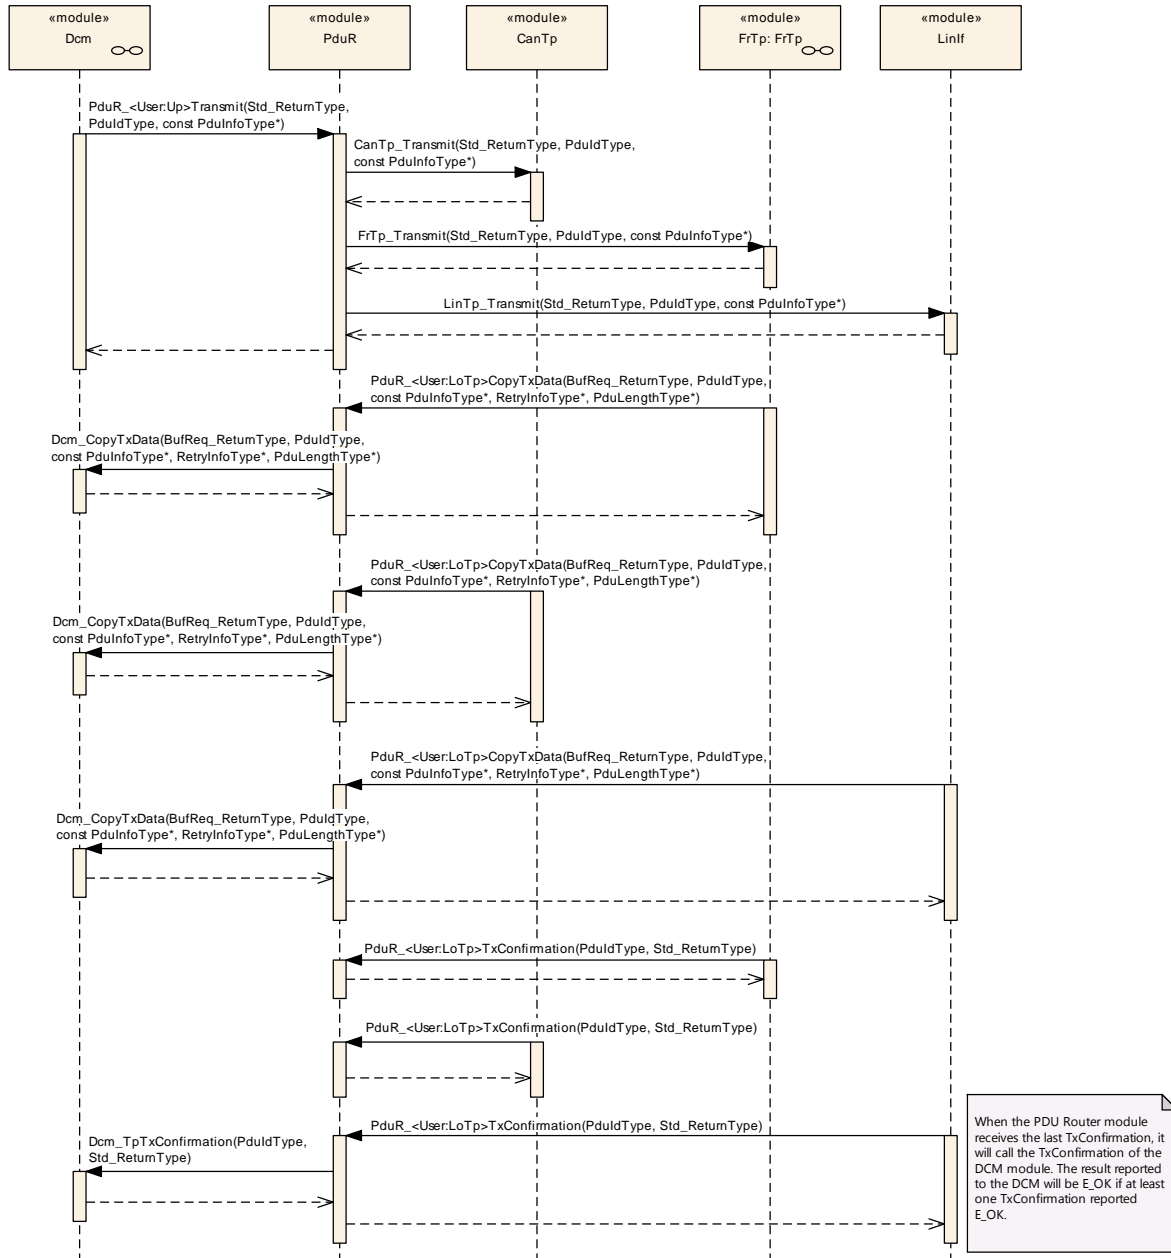 «module»
Dcm
«module»
PduR
«module»
CanTp
«module»
FrTp: FrTp
«module»
LinIf
PduR_<User:Up>Transmit(Std_ReturnType,
PduIdType, const PduInfoType*)
CanTp_Transmit(Std_ReturnType, PduIdType,
const PduInfoType*)
FrTp_Transmit(Std_ReturnType, PduIdType, const PduInfoType*)
LinTp_Transmit(Std_ReturnType, PduIdType, const PduInfoType*)
PduR_<User:LoTp>CopyTxData(BufReq_ReturnType, PduIdType,
const PduInfoType*, RetryInfoType*, PduLengthType*)
Dcm_CopyTxData(BufReq_ReturnType, PduIdType,
const PduInfoType*, RetryInfoType*, PduLengthType*)
PduR_<User:LoTp>CopyTxData(BufReq_ReturnType, PduIdType,
const PduInfoType*, RetryInfoType*, PduLengthType*)
Dcm_CopyTxData(BufReq_ReturnType, PduIdType,
const PduInfoType*, RetryInfoType*, PduLengthType*)
PduR_<User:LoTp>CopyTxData(BufReq_ReturnType, PduIdType,
const PduInfoType*, RetryInfoType*, PduLengthType*)
Dcm_CopyTxData(BufReq_ReturnType, PduIdType,
const PduInfoType*, RetryInfoType*, PduLengthType*)
PduR_<User:LoTp>TxConfirmation(PduIdType, Std_ReturnType)
PduR_<User:LoTp>TxConfirmation(PduIdType, Std_ReturnType)
PduR_<User:LoTp>TxConfirmation(PduIdType, Std_ReturnType)
Dcm_TpTxConfirmation(PduIdType,
Std_ReturnType)
When the PDU Router module
receives the last TxConfirmation, it
will call the TxConfirmation of the
DCM module. The result reported
to the DCM will be E_OK if at least
one TxConfirmation reported
E_OK.